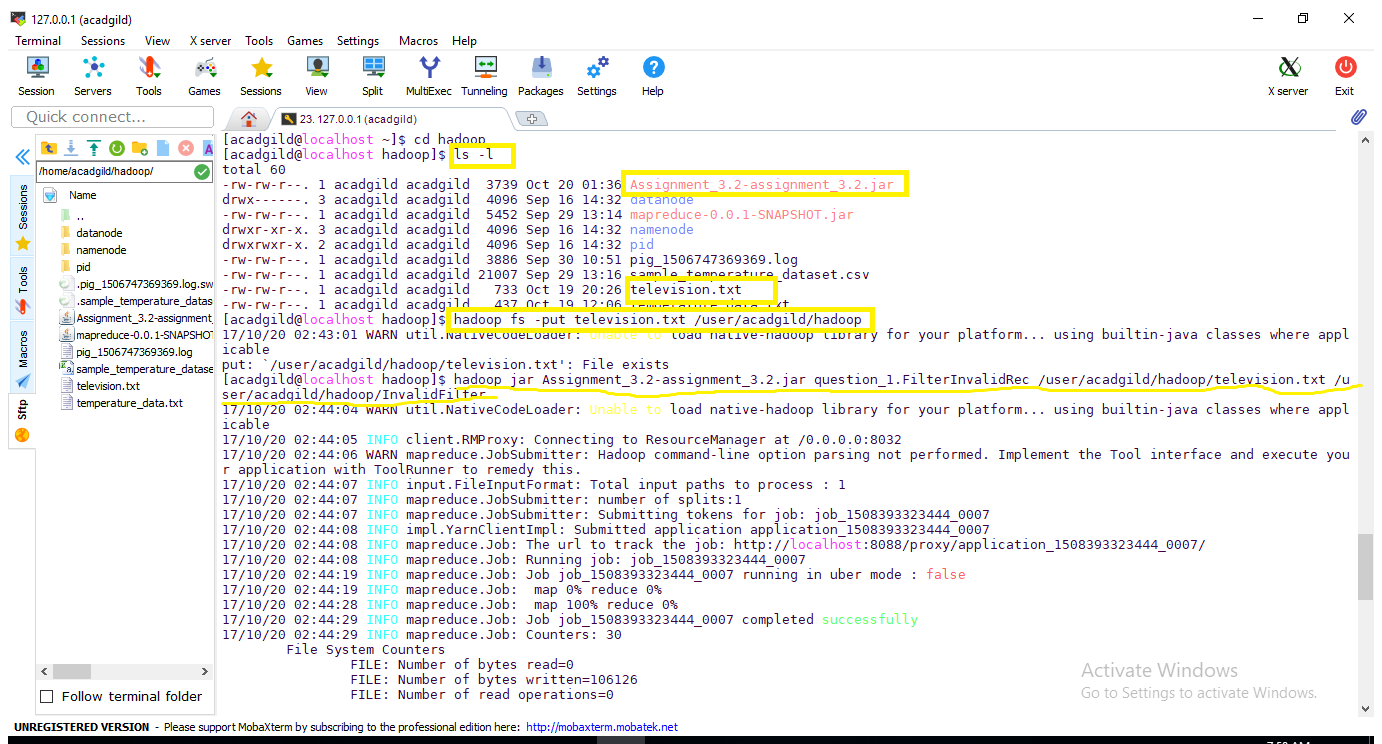 127.0.0.1 (acadgild)
Terminal Sessions View X server Tools Games Settings Macros Help
Session Servers Tools Games Sessions View Split MultiExec Tunneling Packages Settings Help X server Exit
Quick connect...
23. 127.0.0.1 (acadgild)
/home/acadgild/hadoop/
Name
..
datanode
namenode
pid
.pig_1506747369369.log.sw
.sample_temperature_datas
Assignment_3.2-assignment
mapreduce-0.0.1-SNAPSHOT
pig_1506747369369.log
sample_temperature_datase
television.txt
temperature_data.txt
Sessions
Tools
Macros
Sftp
Follow terminal folder
[acadgild@localhost ~]$ cd hadoop
[acadgild@localhost hadoop]$ ls -l
total 60
-rw-rw-r--. 1 acadgild acadgild  3739 Oct 20 01:36 Assignment_3.2-assignment_3.2.jar
drwx------. 3 acadgild acadgild  4096 Sep 16 14:32 datanode
-rw-rw-r--. 1 acadgild acadgild  5452 Sep 29 13:14 mapreduce-0.0.1-SNAPSHOT.jar
drwxr-xr-x. 3 acadgild acadgild  4096 Sep 16 14:32 namenode
drwxrwxr-x. 2 acadgild acadgild  4096 Sep 16 14:32 pid
-rw-rw-r--. 1 acadgild acadgild  3886 Sep 30 10:51 pig_1506747369369.log
-rw-rw-r--. 1 acadgild acadgild 21007 Sep 29 13:16 sample_temperature_dataset.csv
-rw-rw-r--. 1 acadgild acadgild   733 Oct 19 20:26 television.txt
-rw-rw-r--. 1 acadgild acadgild   437 Oct 19 12:06 temperature_data.txt
[acadgild@localhost hadoop]$ hadoop fs -put television.txt /user/acadgild/hadoop
17/10/20 02:43:01 WARN util.NativeCodeLoader: Unable to load native-hadoop library for your platform... using builtin-java classes where appl
icable
put: `/user/acadgild/hadoop/television.txt': File exists
[acadgild@localhost hadoop]$ hadoop jar Assignment_3.2-assignment_3.2.jar question_1.FilterInvalidRec /user/acadgild/hadoop/television.txt /u
ser/acadgild/hadoop/InvalidFilter
17/10/20 02:44:04 WARN util.NativeCodeLoader: Unable to load native-hadoop library for your platform... using builtin-java classes where appl
icable
17/10/20 02:44:05 INFO client.RMProxy: Connecting to ResourceManager at /0.0.0.0:8032
17/10/20 02:44:06 WARN mapreduce.JobSubmitter: Hadoop command-line option parsing not performed. Implement the Tool interface and execute you
r application with ToolRunner to remedy this.
17/10/20 02:44:07 INFO input.FileInputFormat: Total input paths to process : 1
17/10/20 02:44:07 INFO mapreduce.JobSubmitter: number of splits:1
17/10/20 02:44:07 INFO mapreduce.JobSubmitter: Submitting tokens for job: job_1508393323444_0007
17/10/20 02:44:08 INFO impl.YarnClientImpl: Submitted application application_1508393323444_0007
17/10/20 02:44:08 INFO mapreduce.Job: The url to track the job: http://localhost:8088/proxy/application_1508393323444_0007/
17/10/20 02:44:08 INFO mapreduce.Job: Running job: job_1508393323444_0007
17/10/20 02:44:19 INFO mapreduce.Job: Job job_1508393323444_0007 running in uber mode : false
17/10/20 02:44:19 INFO mapreduce.Job:  map 0% reduce 0%
17/10/20 02:44:28 INFO mapreduce.Job:  map 100% reduce 0%
17/10/20 02:44:29 INFO mapreduce.Job: Job job_1508393323444_0007 completed successfully
17/10/20 02:44:29 INFO mapreduce.Job: Counters: 30
File System Counters
FILE: Number of bytes read=0
FILE: Number of bytes written=106126
FILE: Number of read operations=0
Activate Windows
Go to Settings to activate Windows.
UNREGISTERED VERSION - Please support MobaXterm by subscribing to the professional edition here: http://mobaxterm.mobatek.net